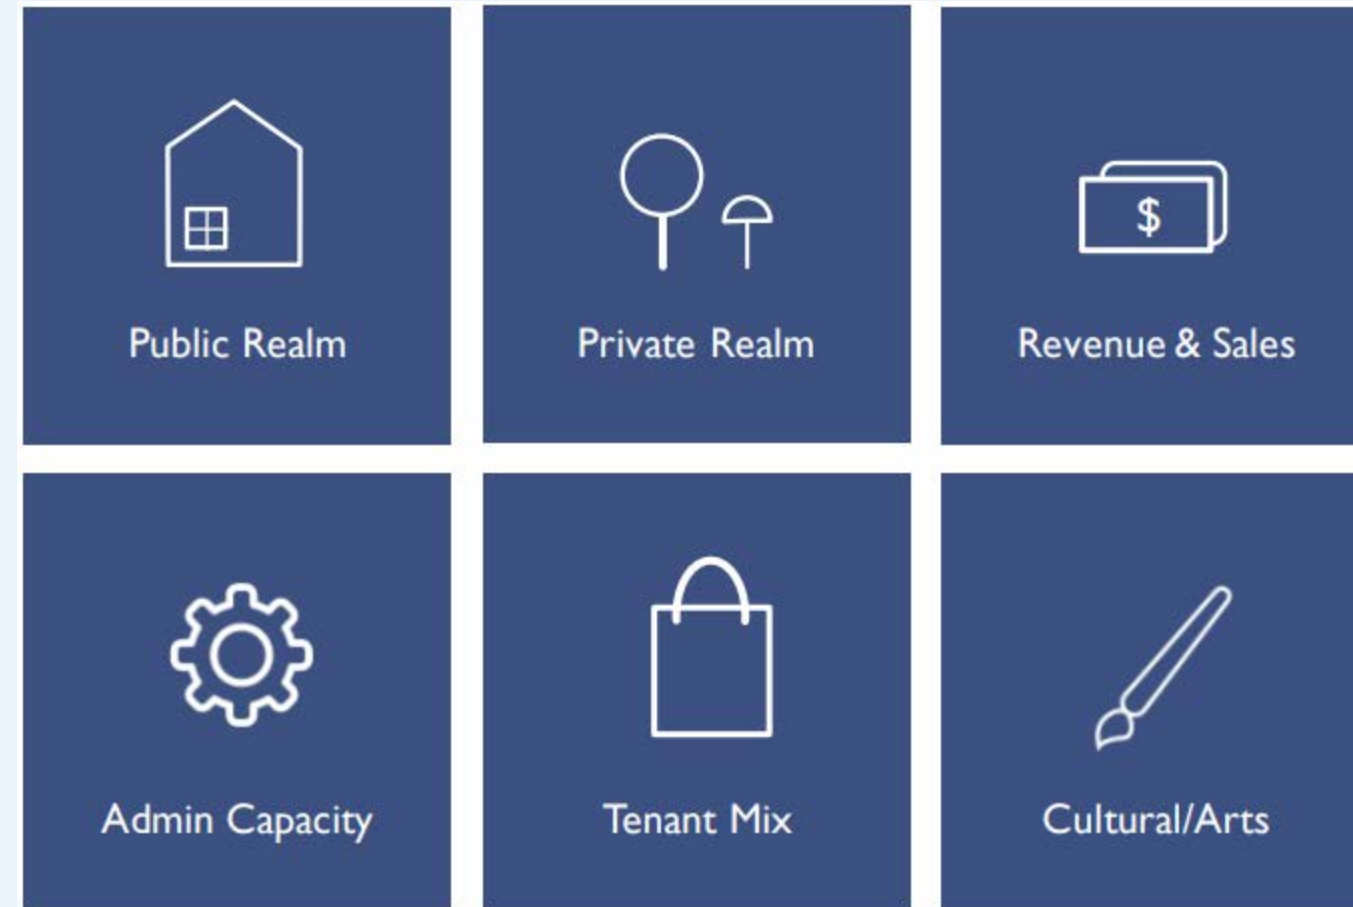 Public Realm
Private Realm
$
Revenue & Sales
Admin Capacity
Tenant Mix
Cultural/Arts